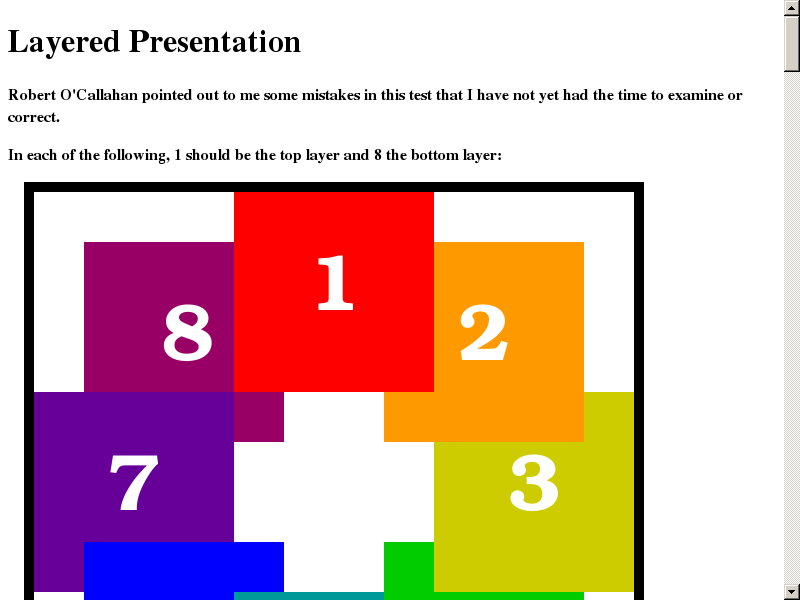 Layered Presentation
Robert O'Callahan pointed out to me some mistakes in this test that I have not yet had the time to examine or
correct.
In each of the following, 1 should be the top layer and 8 the bottom layer:
1
8
2
7
3